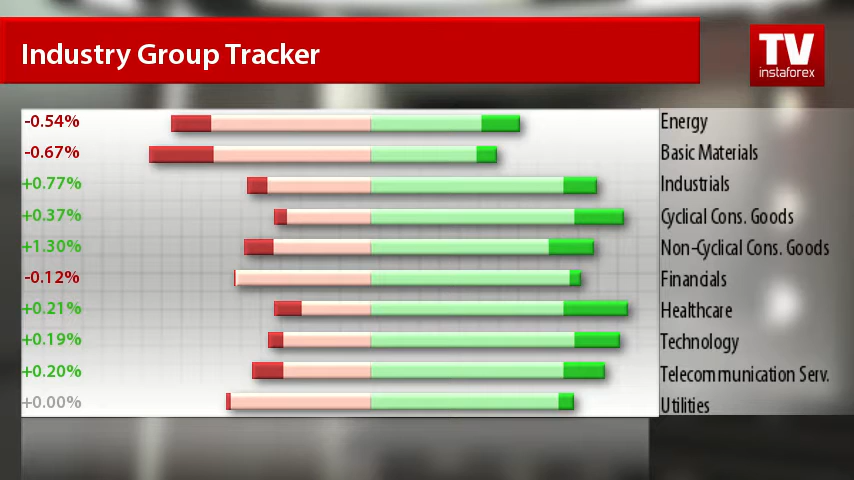 Industry Group Tracker
TV
instaforex
-0.54% Energy
-0.67% Basic Materials
+0.77% Industrials
+0.37% Cyclical Cons. Goods
+1.30% Non-Cyclical Cons. Goods
-0.12% Financials
+0.21% Healthcare
+0.19% Technology
+0.20% Telecommunication Serv.
+0.00% Utilities